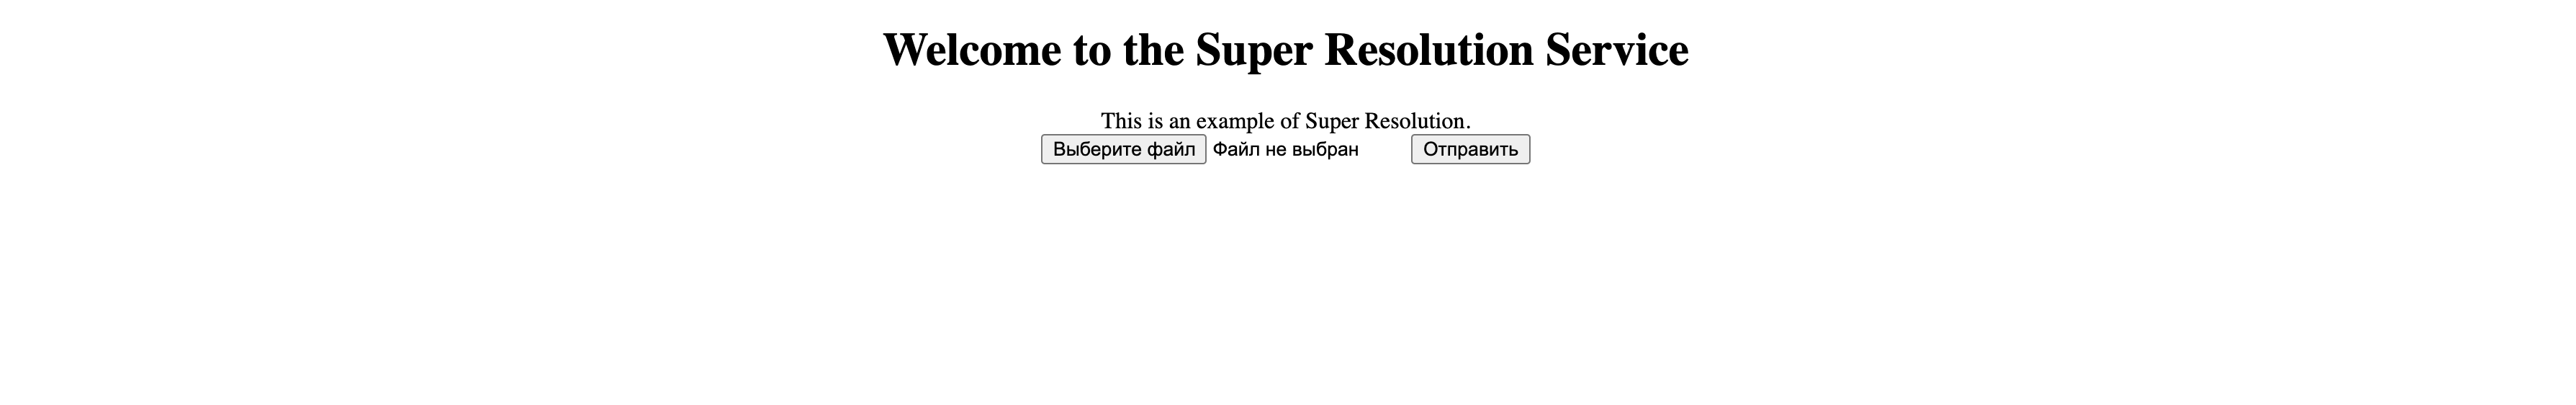 Welcome to the Super Resolution Service
This is an example of Super Resolution.
Выберите файл Файл не выбран Отправить